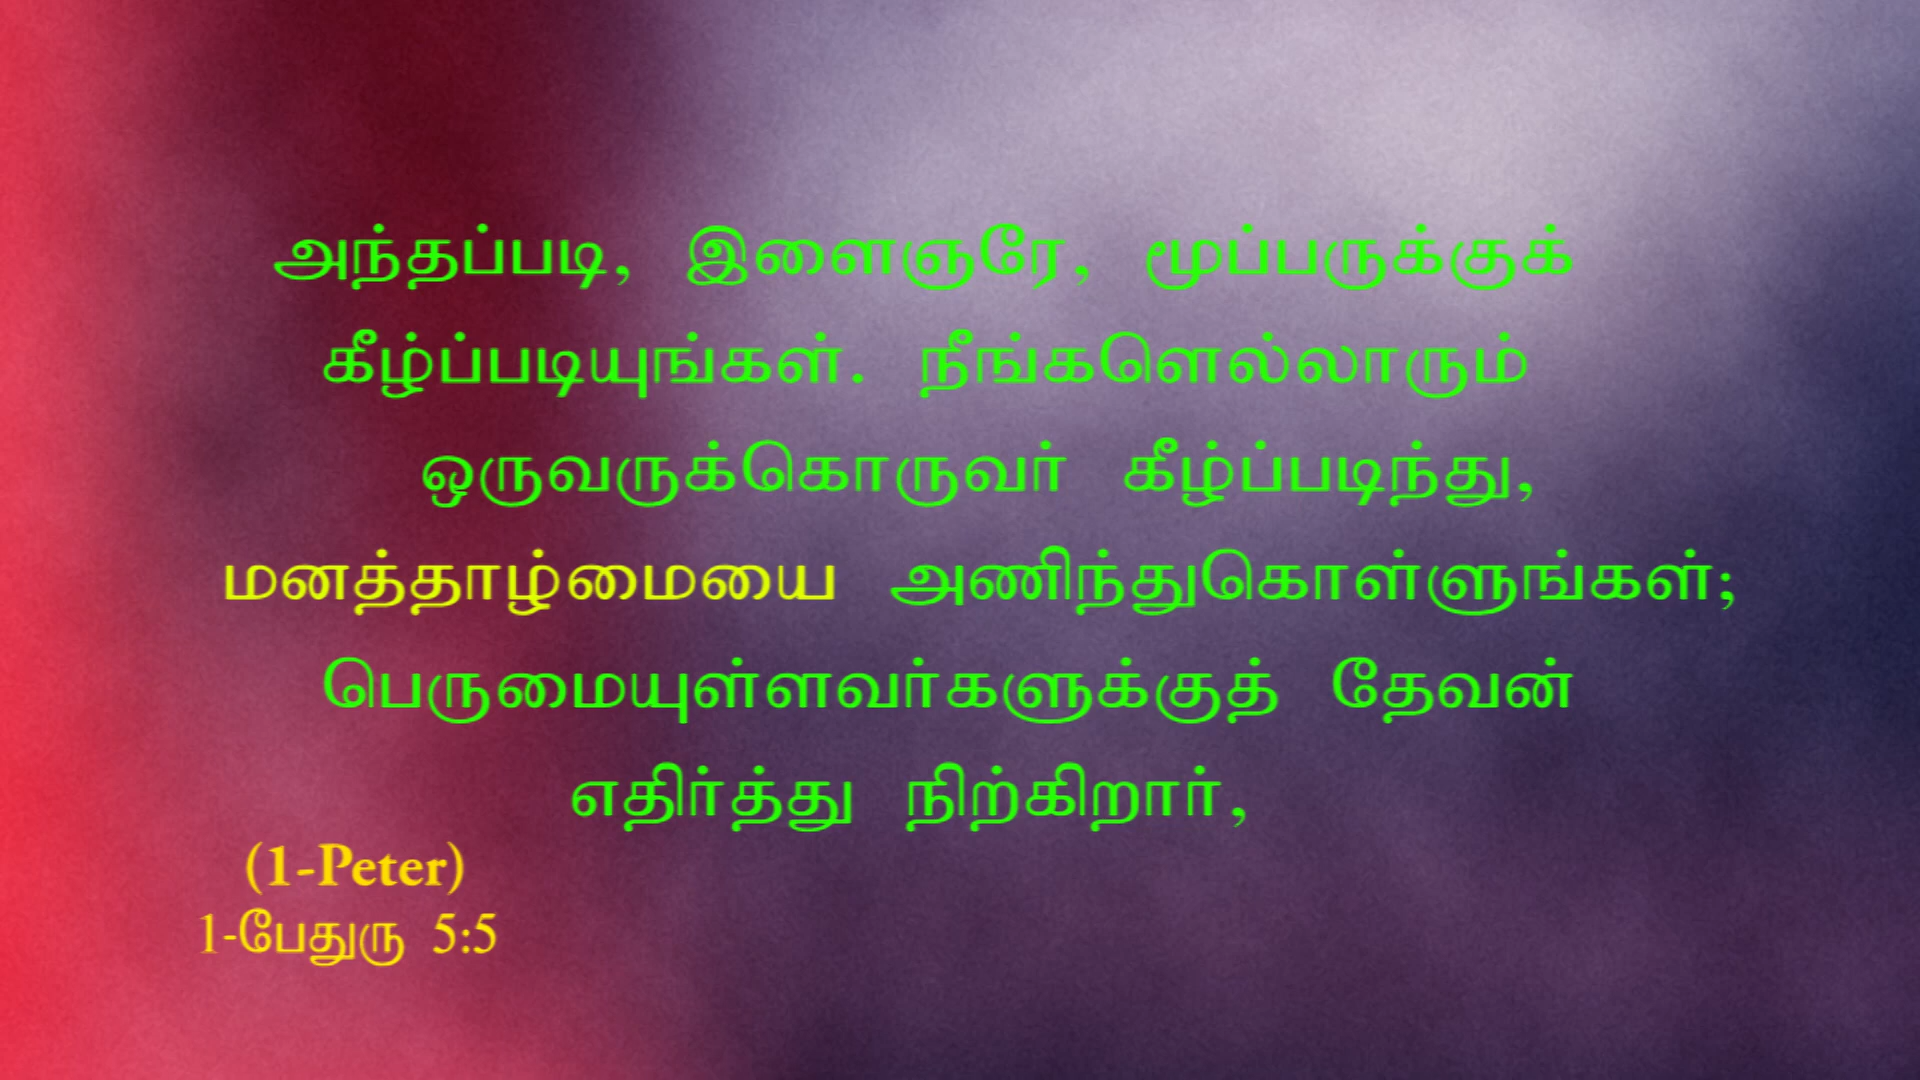 அந்தப்படி, இளைஞரே, மூப்பருக்குக்
கீழ்ப்படியுங்கள். நீங்களெல்லாரும்
ஒருவருக்கொருவர் கீழ்ப்படிந்து,
மனத்தாழ்மையை அணிந்துகொள்ளுங்கள்;
பெருமையுள்ளவர்களுக்குத் தேவன்
எதிர்த்து நிற்கிறார்,
(1-Peter)
1-பேதுரு 5:5